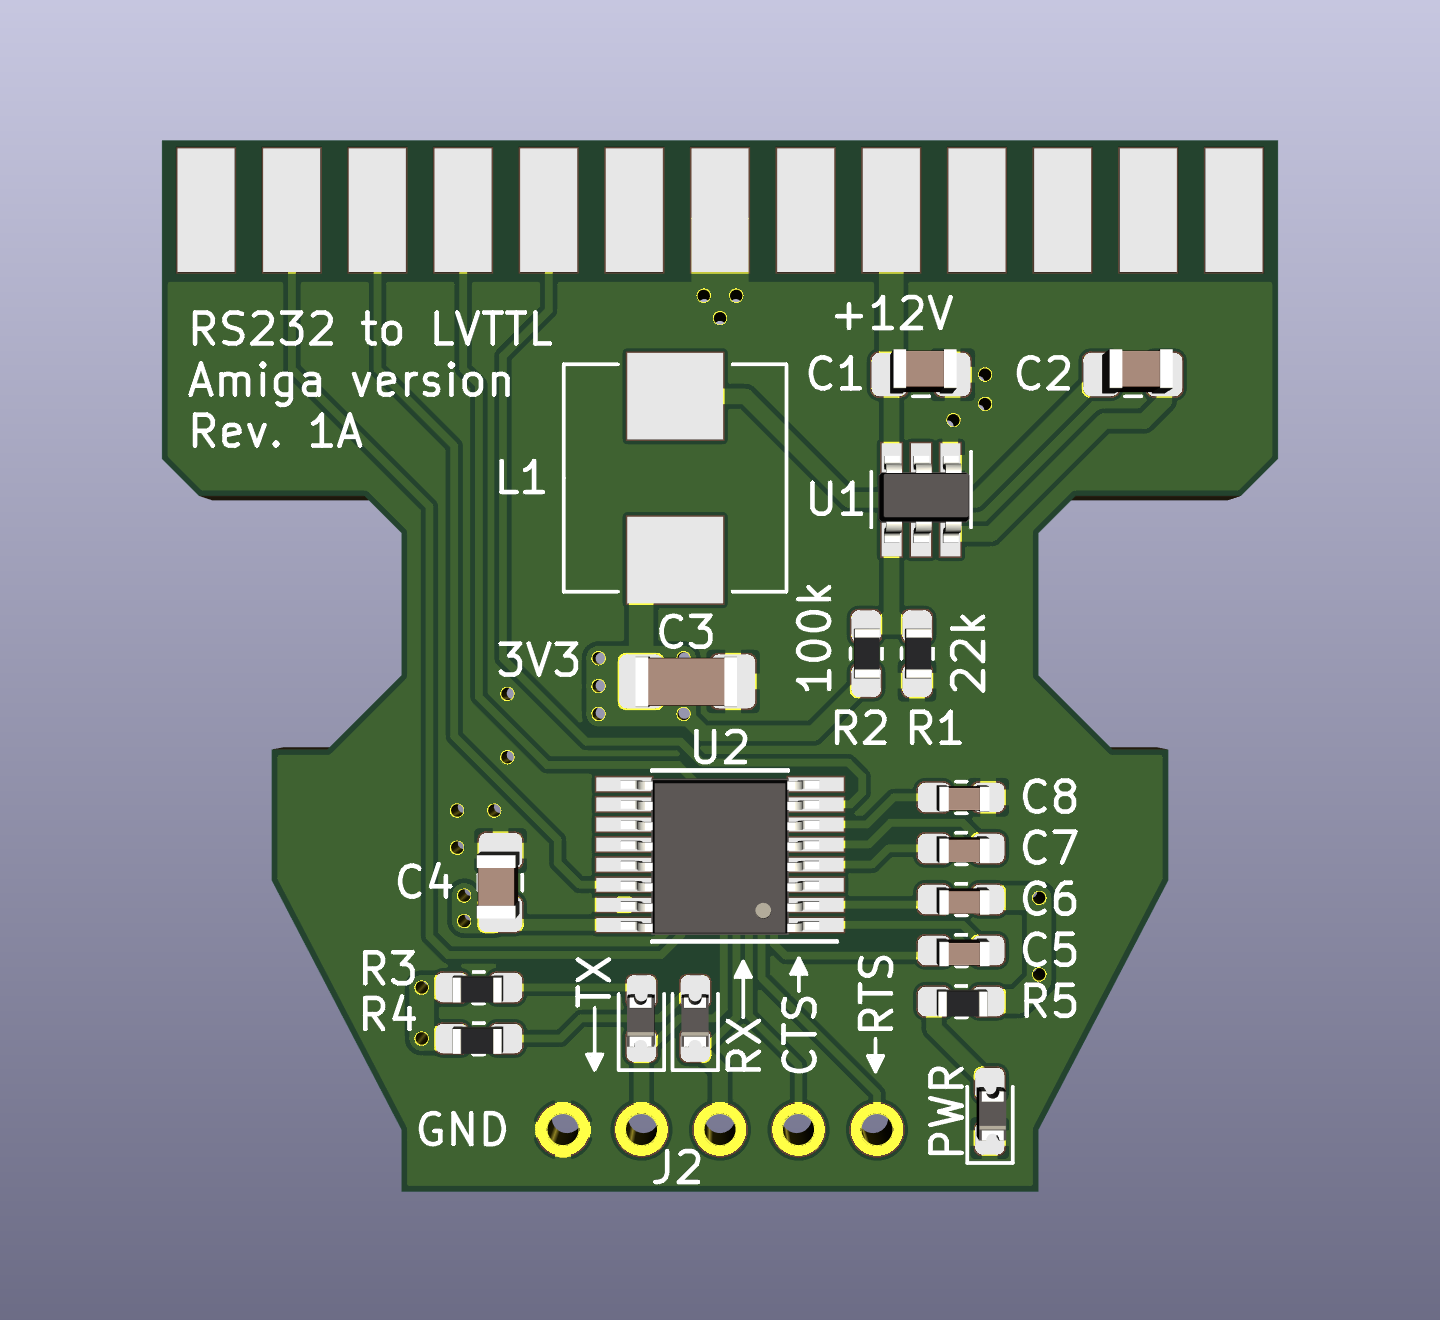 RS232 to LVTTL
Amiga version
Rev. 1A
+12V
C1
C2
L1
U1
100k
22k
3V3
C3
R2
R1
U2
C8
C7
C4
C6
C5
R3
R4
TX
RX
CTS
RTS
R5
PWR
GND
J2